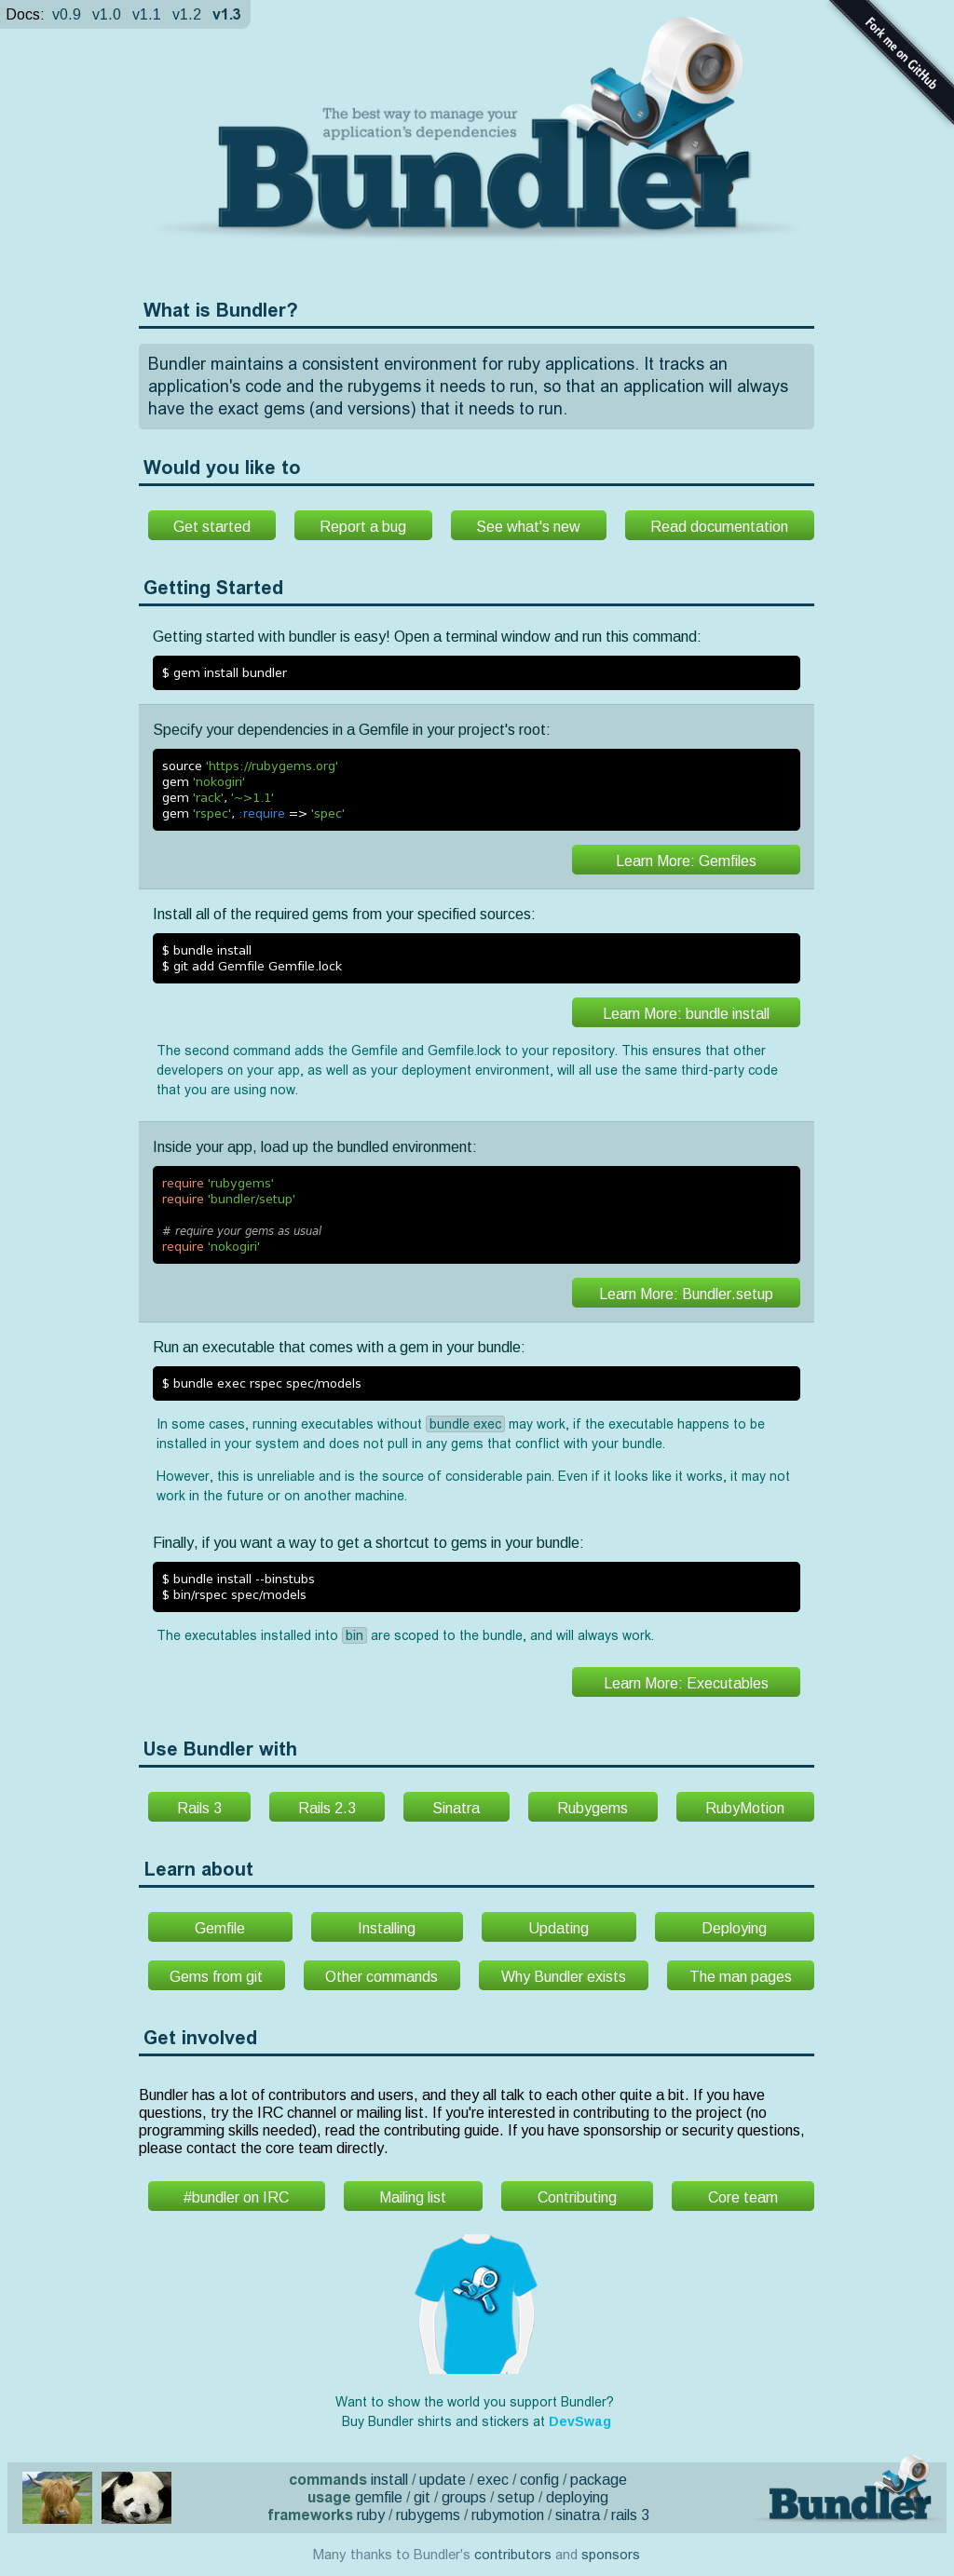 Docs: v0.9 v1.0 v1.1 v1.2 v1.3
Fork me on GitHub
The best way to manage your
application's dependencies
Bundler
What is Bundler?
Bundler maintains a consistent environment for ruby applications. It tracks an
application's code and the rubygems it needs to run, so that an application will always
have the exact gems (and versions) that it needs to run.
Would you like to
Get started Report a bug See what's new Read documentation
Getting Started
Getting started with bundler is easy! Open a terminal window and run this command:
$ gem install bundler
Specify your dependencies in a Gemfile in your project's root:
source 'https://rubygems.org'
gem 'nokogiri'
gem 'rack', '~>1.1'
gem 'rspec', :require => 'spec'
Learn More: Gemfiles
Install all of the required gems from your specified sources:
$ bundle install
$ git add Gemfile Gemfile.lock
Learn More: bundle install
The second command adds the Gemfile and Gemfile.lock to your repository. This ensures that other
developers on your app, as well as your deployment environment, will all use the same third-party code
that you are using now.
Inside your app, load up the bundled environment:
require 'rubygems'
require 'bundler/setup'
# require your gems as usual
require 'nokogiri'
Learn More: Bundler.setup
Run an executable that comes with a gem in your bundle:
$ bundle exec rspec spec/models
In some cases, running executables without bundle exec may work, if the executable happens to be
installed in your system and does not pull in any gems that conflict with your bundle.
However, this is unreliable and is the source of considerable pain. Even if it looks like it works, it may not
work in the future or on another machine.
Finally, if you want a way to get a shortcut to gems in your bundle:
$ bundle install --binstubs
$ bin/rspec spec/models
The executables installed into bin are scoped to the bundle, and will always work.
Learn More: Executables
Use Bundler with
Rails 3 Rails 2.3 Sinatra Rubygems RubyMotion
Learn about
Gemfile Installing Updating Deploying
Gems from git Other commands Why Bundler exists The man pages
Get involved
Bundler has a lot of contributors and users, and they all talk to each other quite a bit. If you have
questions, try the IRC channel or mailing list. If you're interested in contributing to the project (no
programming skills needed), read the contributing guide. If you have sponsorship or security questions,
please contact the core team directly.
#bundler on IRC Mailing list Contributing Core team
Want to show the world you support Bundler?
Buy Bundler shirts and stickers at DevSwag
commands install / update / exec / config / package
usage gemfile / git / groups / setup / deploying
frameworks ruby / rubygems / rubymotion / sinatra / rails 3
Bundler
Many thanks to Bundler's contributors and sponsors